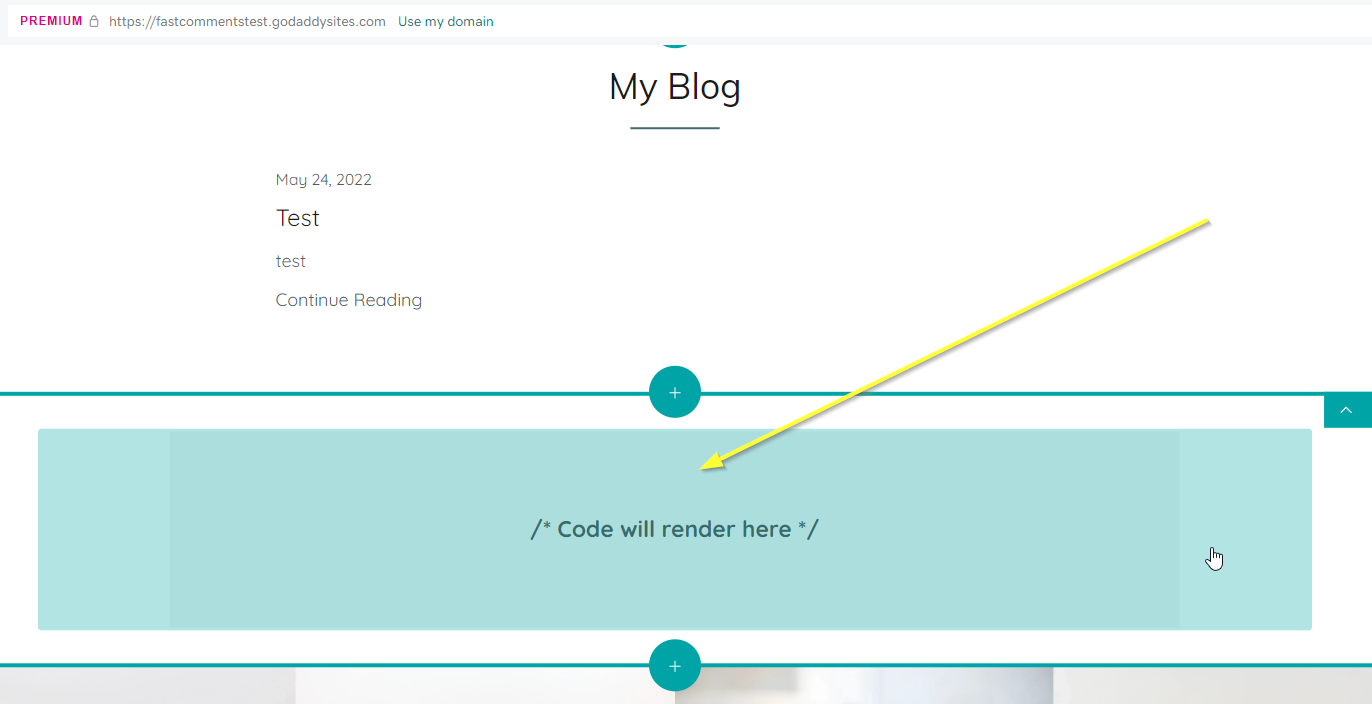 PREMIUM https://fastcommentstest.godaddysites.com Use my domain
My Blog
May 24, 2022
Test
test
Continue Reading
+
/* Code will render here */
+